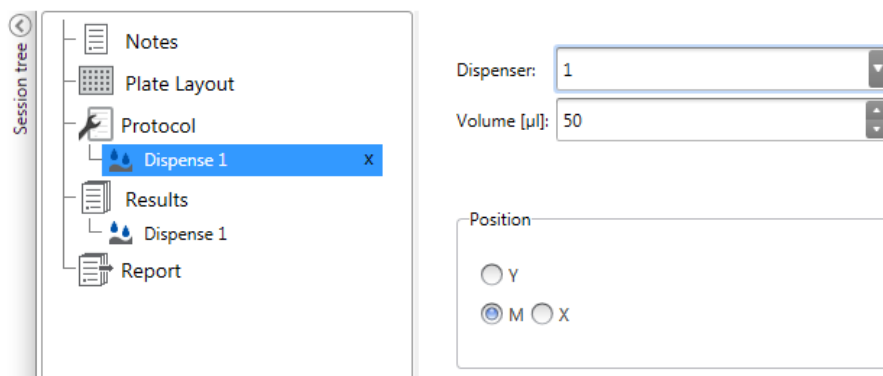 Session tree
Notes
Plate Layout
Protocol
Dispense 1 x
Results
Dispense 1
Report
Dispenser: 1
Volume [µl]: 50
Position
Y
M X